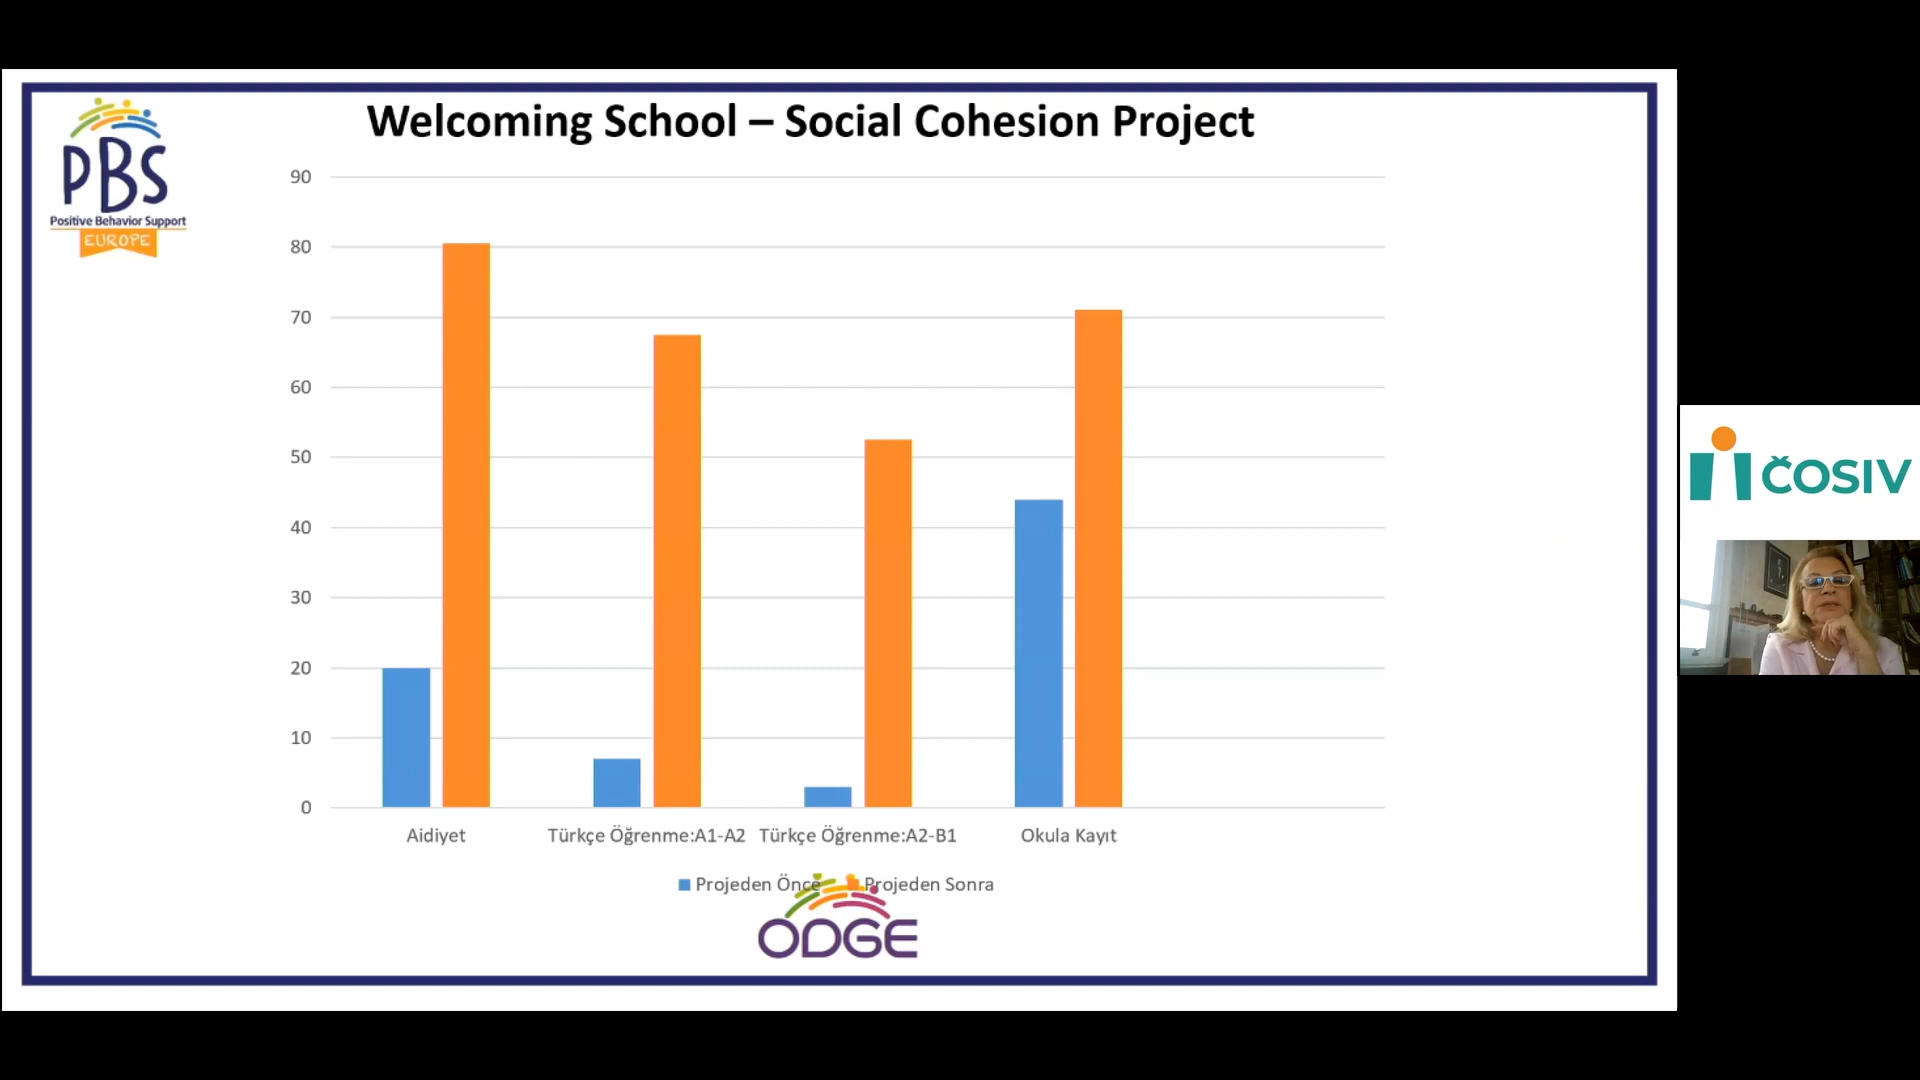 Welcoming School – Social Cohesion Project
PBS
Positive Behavior Support
EUROPE
90
80
70
60
50
40
30
20
10
0
Aidiyet
Türkçe Öğrenme:A1-A2
Türkçe Öğrenme:A2-B1
Okula Kayıt
Projeden Önce
Projeden Sonra
ODGE
ČOSIV